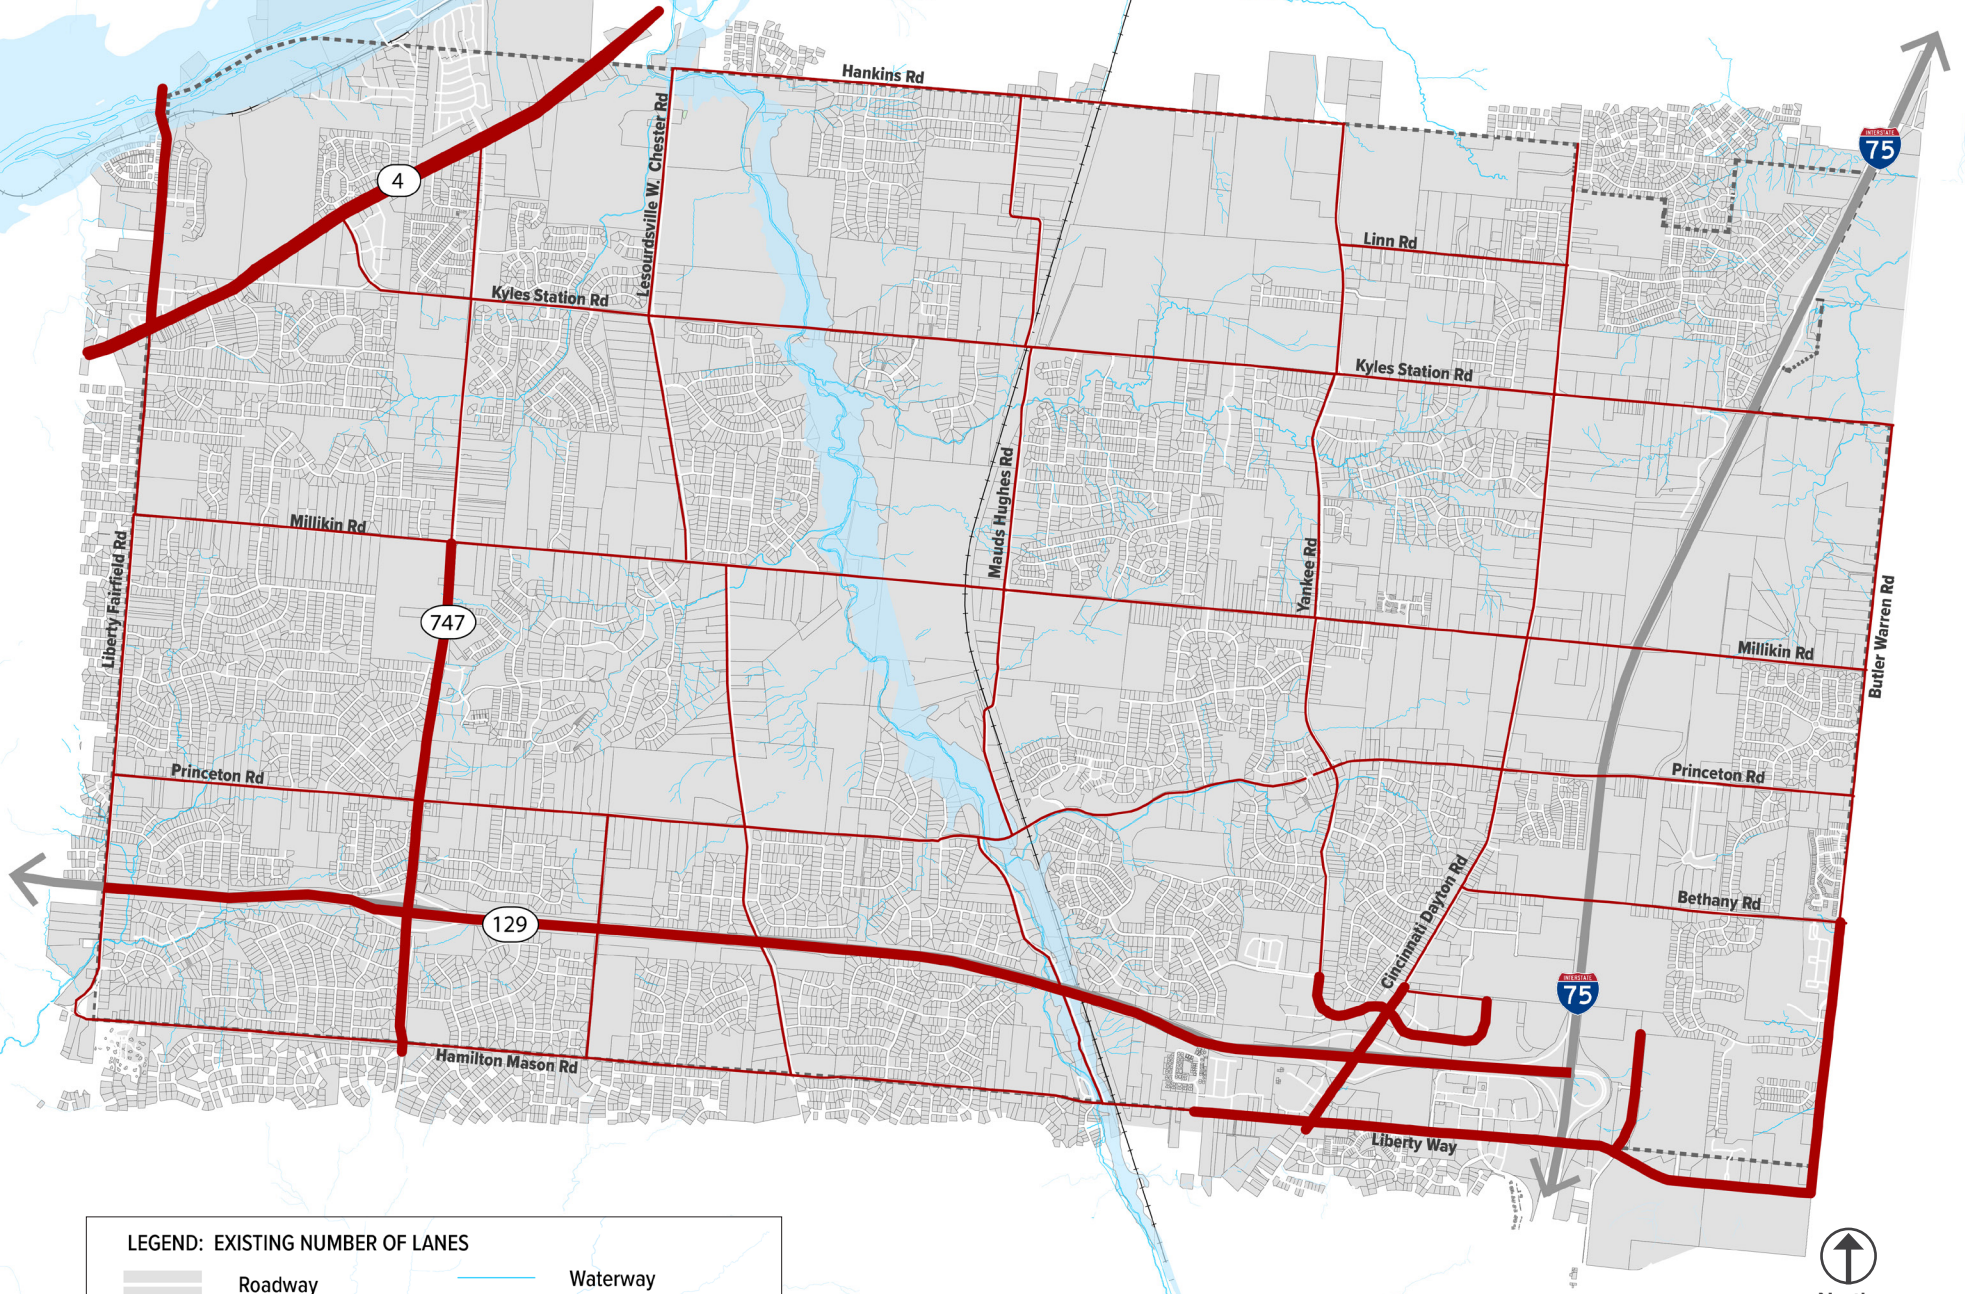 Hankins Rd
INTERSTATE
75
4
Lesourdsville W. Chester Rd
Linn Rd
Kyles Station Rd
Kyles Station Rd
Mauds Hughes Rd
Millikin Rd
Liberty Fairfield Rd
Yankee Rd
747
Butler Warren Rd
Millikin Rd
Princeton Rd
Princeton Rd
Cincinnati Dayton Rd
Bethany Rd
129
INTERSTATE
75
Hamilton Mason Rd
Liberty Way
LEGEND: EXISTING NUMBER OF LANES
Roadway
Waterway